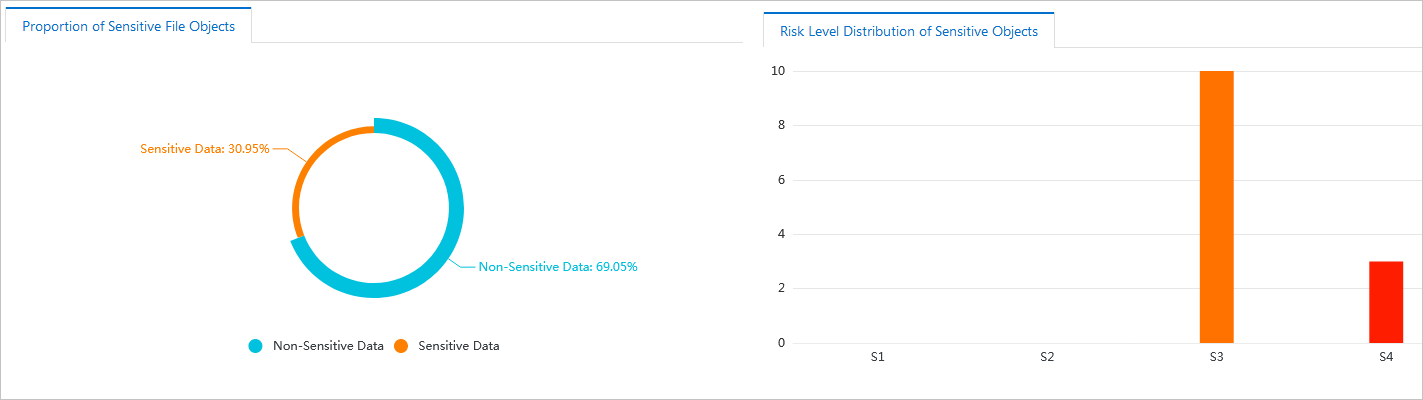 Proportion of Sensitive File Objects
Sensitive Data: 30.95%
Non-Sensitive Data: 69.05%
Non-Sensitive Data Sensitive Data
Risk Level Distribution of Sensitive Objects
10
8
6
4
2
0
S1 S2 S3 S4